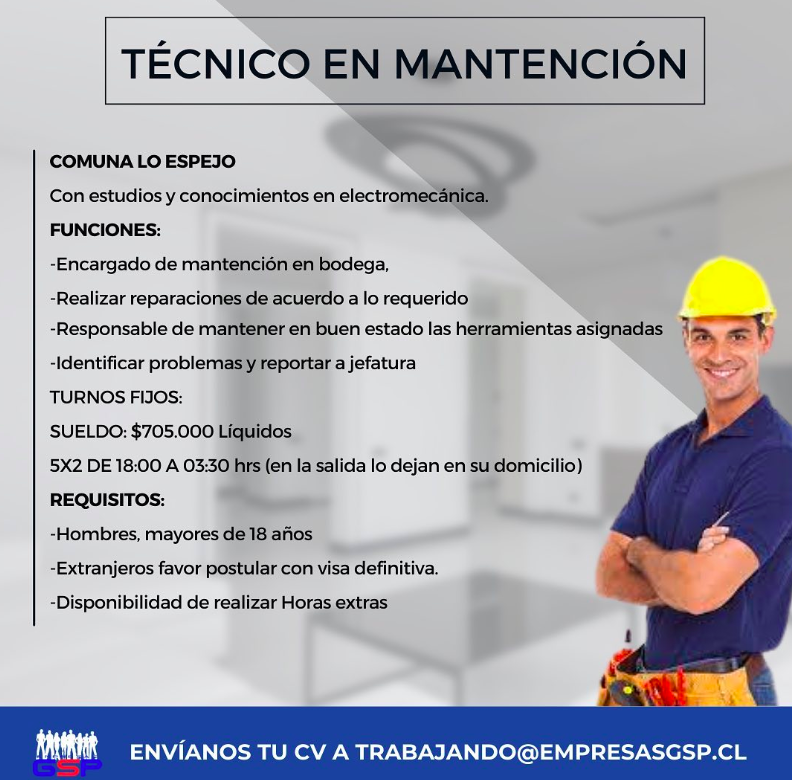 TÉCNICO EN MANTENCIÓN
COMUNA LO ESPEJO
Con estudios y conocimientos en electromecánica.
FUNCIONES:
-Encargado de mantención en bodega,
-Realizar reparaciones de acuerdo a lo requerido
-Responsable de mantener en buen estado las herramientas asignadas
-Identificar problemas y reportar a jefatura
TURNOS FIJOS:
SUELDO: $705.000 Líquidos
5X2 DE 18:00 A 03:30 hrs (en la salida lo dejan en su domicilio)
REQUISITOS:
-Hombres, mayores de 18 años
-Extranjeros favor postular con visa definitiva.
-Disponibilidad de realizar Horas extras
GSP
ENVÍANOS TU CV A TRABAJANDO@EMPRESASGSP.CL